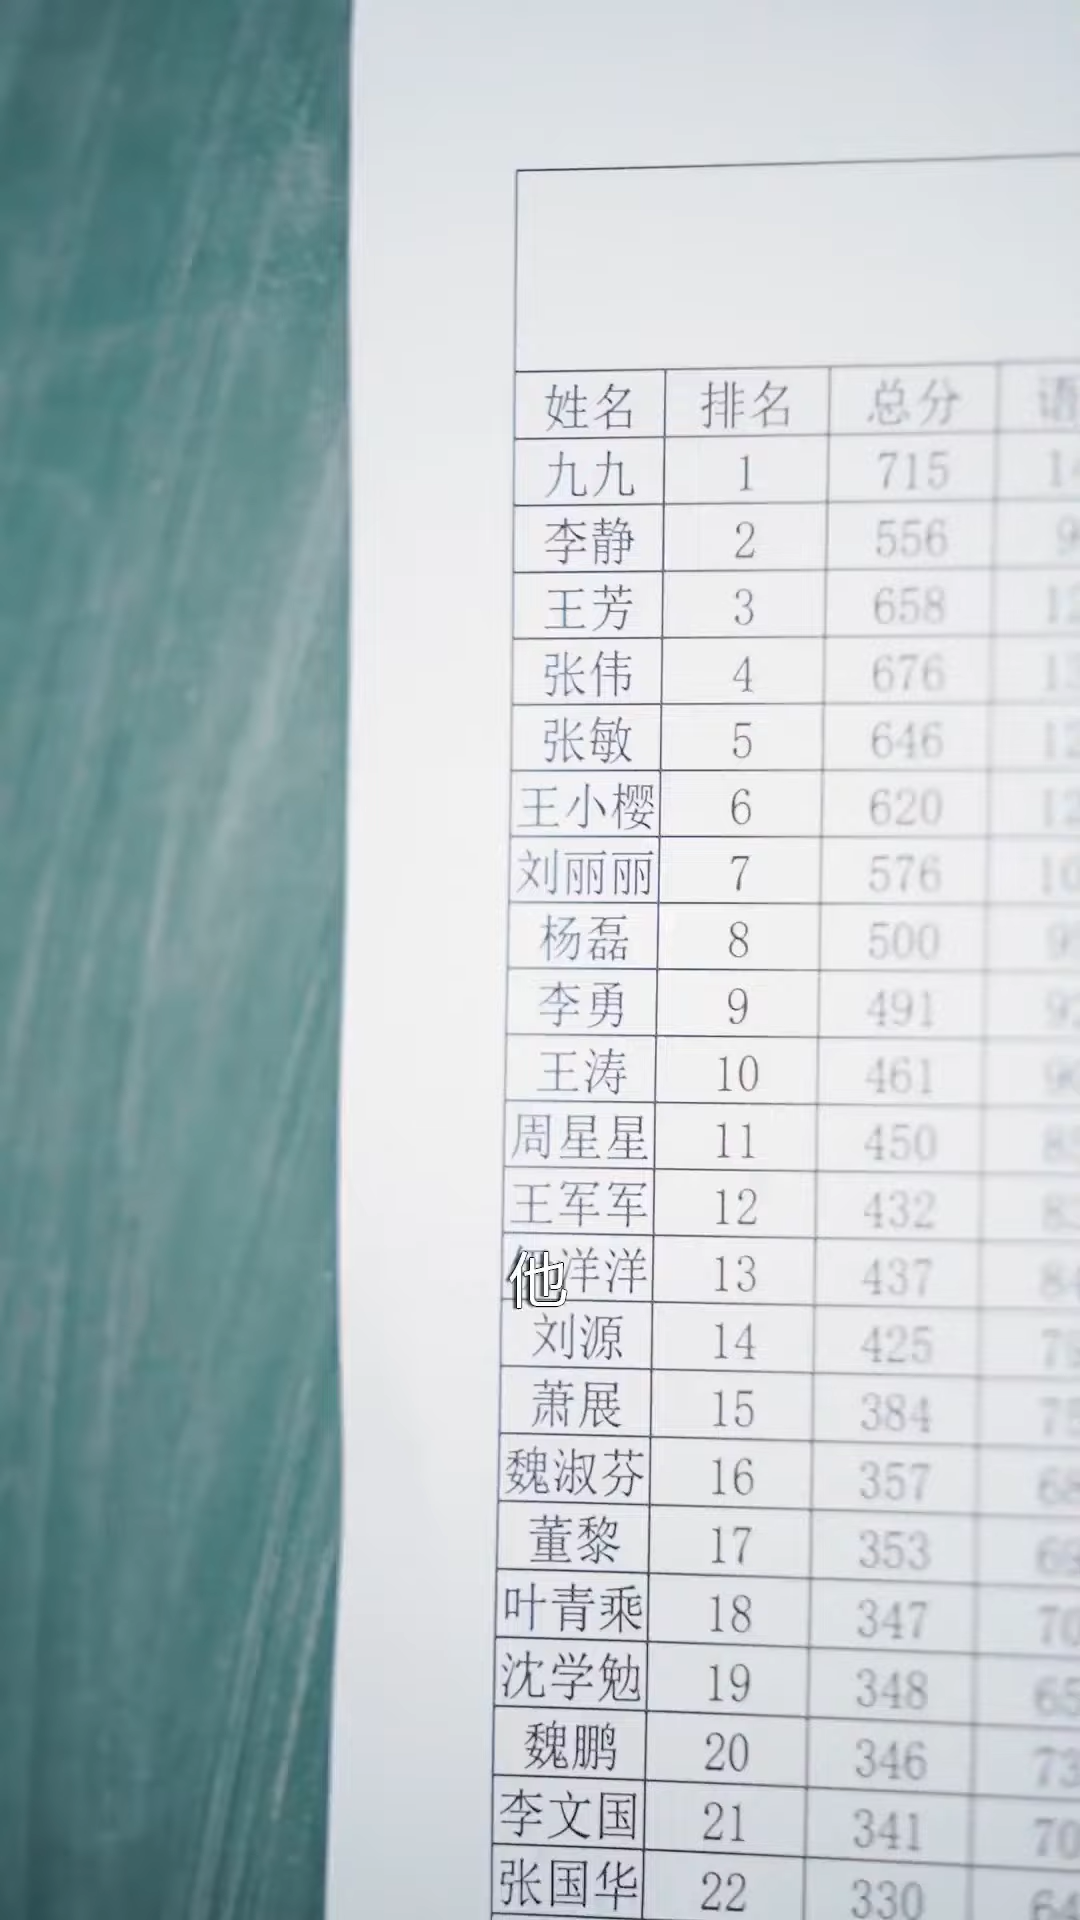 姓名 排名 总分 语
九九 1 715
李静 2 556
王芳 3 658
张伟 4 676
张敏 5 646
王小樱 6 620
刘丽丽 7 576
杨磊 8 500
李勇 9 491
王涛 10 461
周星星 11 450
王军军 12 432
洋洋 13 437
他
刘源 14 425
萧展 15 384
魏淑芬 16 357
董黎 17 353
叶青乘 18 347
沈学勉 19 348
魏鹏 20 346
李文国 21 341
张国华 22 330